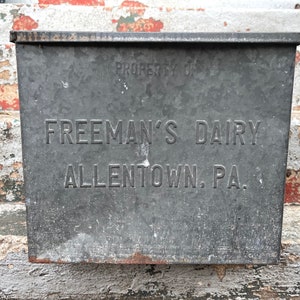 PROPERTY OF
FREEMAN'S DAIRY
ALLENTOWN, PA.